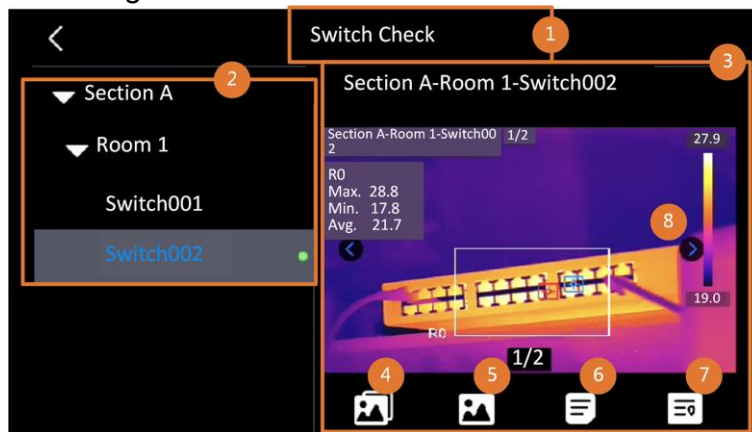 Switch Check
1
2
3
Section A
Section A-Room 1-Switch002
Room 1
Section A-Room 1-Switch00
2
1/2
27.9
R0
Max. 28.8
Min. 17.8
Avg. 21.7
Switch001
8
Switch002
19.0
R0
1/2
4
5
6
7